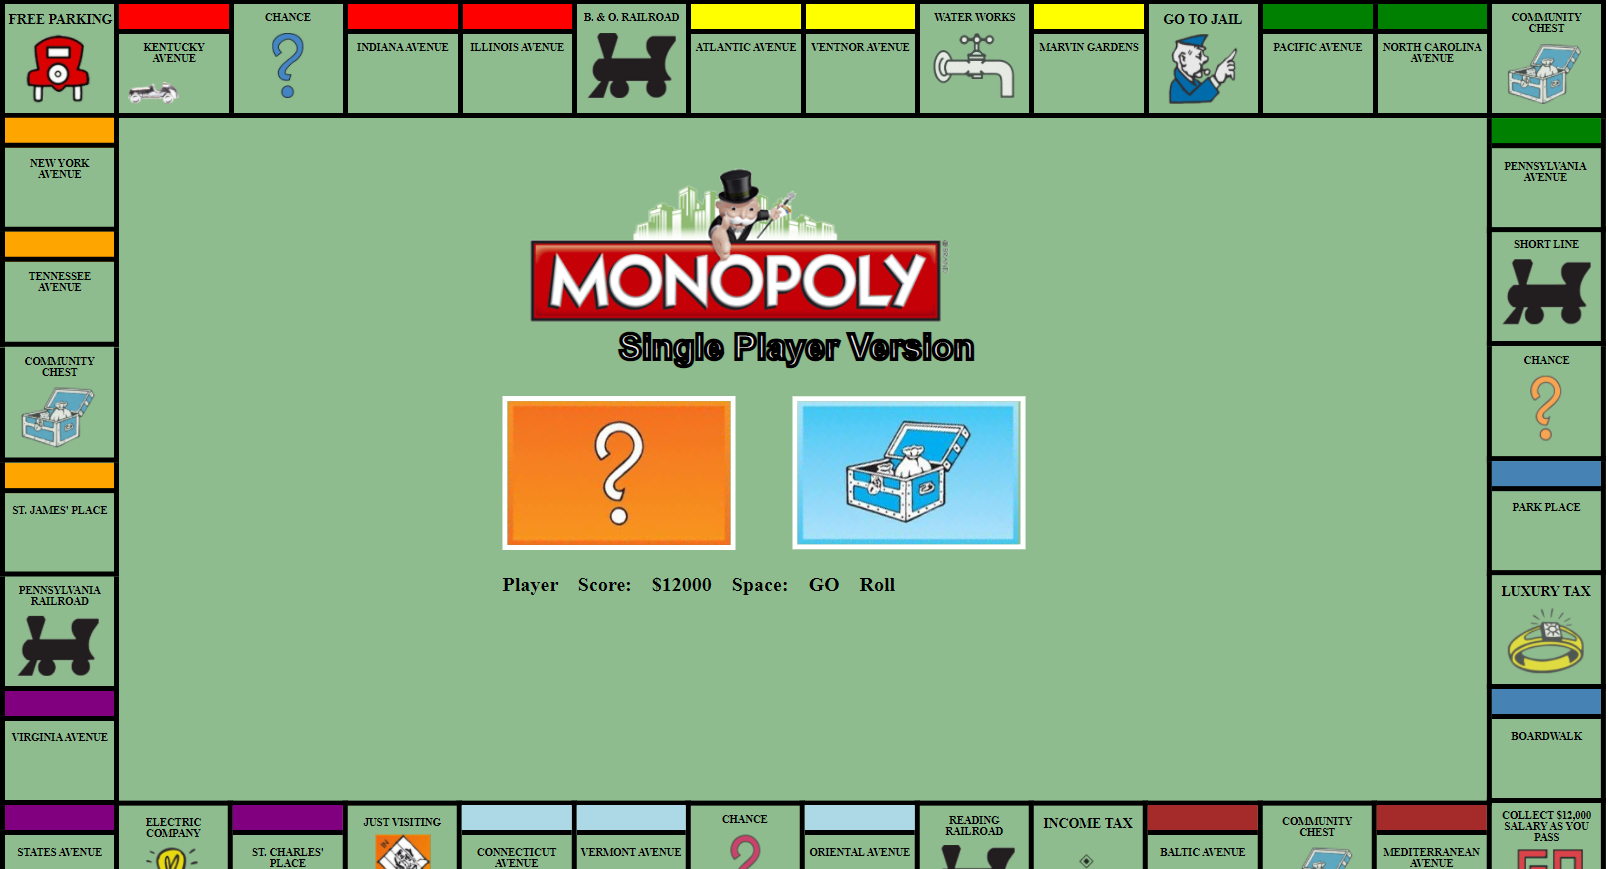 FREE PARKING
KENTUCKY
AVENUE
CHANCE
INDIANA AVENUE
ILLINOIS AVENUE
B. & O. RAILROAD
ATLANTIC AVENUE
VENTNOR AVENUE
WATER WORKS
MARVIN GARDENS
GO TO JAIL
PACIFIC AVENUE
NORTH CAROLINA
AVENUE
COMMUNITY
CHEST
NEW YORK
AVENUE
PENNSYLVANIA
AVENUE
TENNESSEE
AVENUE
SHORT LINE
MONOPOLY
Single Player Version
COMMUNITY
CHEST
CHANCE
ST. JAMES' PLACE
PARK PLACE
Player Score: $12000 Space: GO Roll
PENNSYLVANIA
RAILROAD
LUXURY TAX
VIRGINIA AVENUE
BOARDWALK
STATES AVENUE
ELECTRIC
COMPANY
ST. CHARLES'
PLACE
JUST VISITING
IN
CONNECTICUT
AVENUE
VERMONT AVENUE
CHANCE
ORIENTAL AVENUE
READING
RAILROAD
INCOME TAX
BALTIC AVENUE
COMMUNITY
CHEST
MEDITERRANEAN
AVENUE
COLLECT $12,000
SALARY AS YOU
PASS
GO